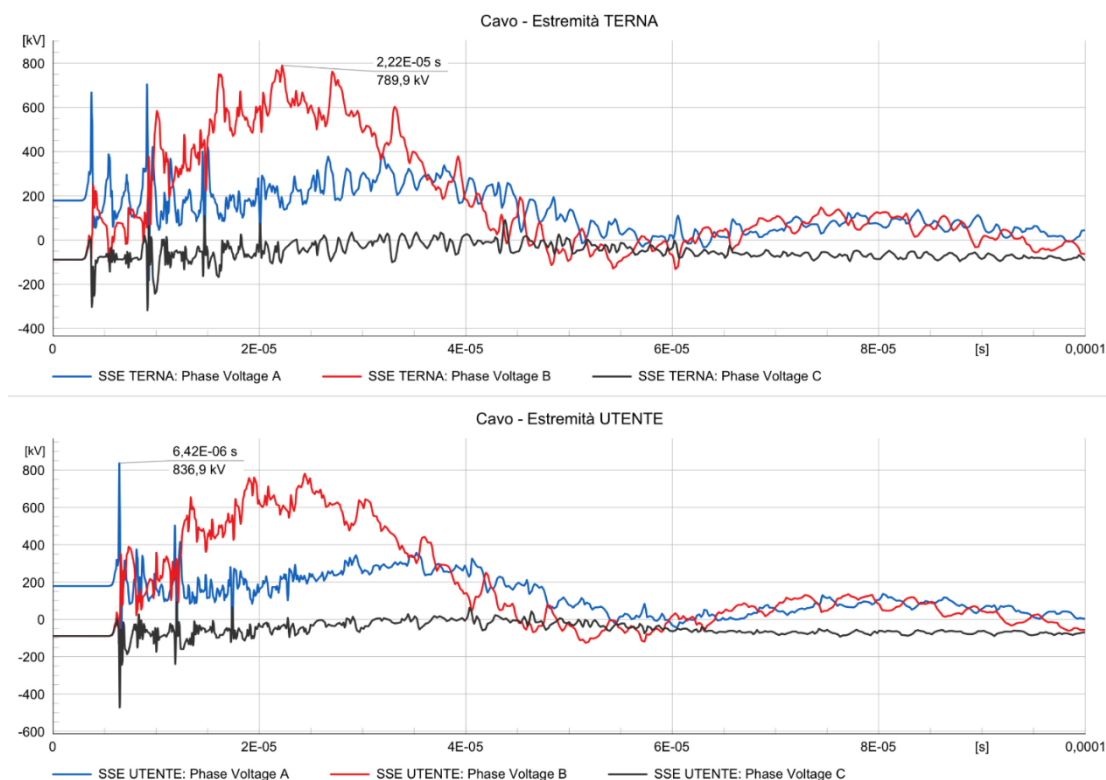 Cavo - Estremità TERNA
[kV]
2,22E-05 s
789,9 kV
800
600
400
200
0
-200
-400
0
2E-05
4E-05
6E-05
8E-05
[s]
0,0001
SSE TERNA: Phase Voltage A
SSE TERNA: Phase Voltage B
SSE TERNA: Phase Voltage C
Cavo - Estremità UTENTE
[kV]
6,42E-06 s
836,9 kV
800
600
400
200
0
-200
-400
-600
0
2E-05
4E-05
6E-05
8E-05
[s]
0,0001
SSE UTENTE: Phase Voltage A
SSE UTENTE: Phase Voltage B
SSE UTENTE: Phase Voltage C